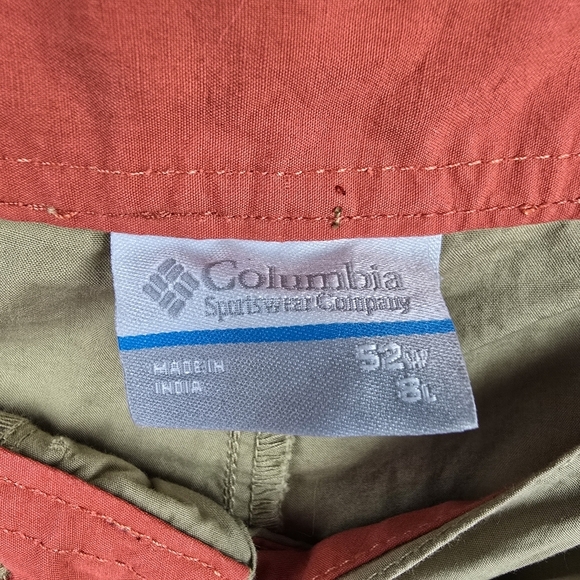 Columbia
Sportswear Company
MADE IN
INDIA
52W
8L